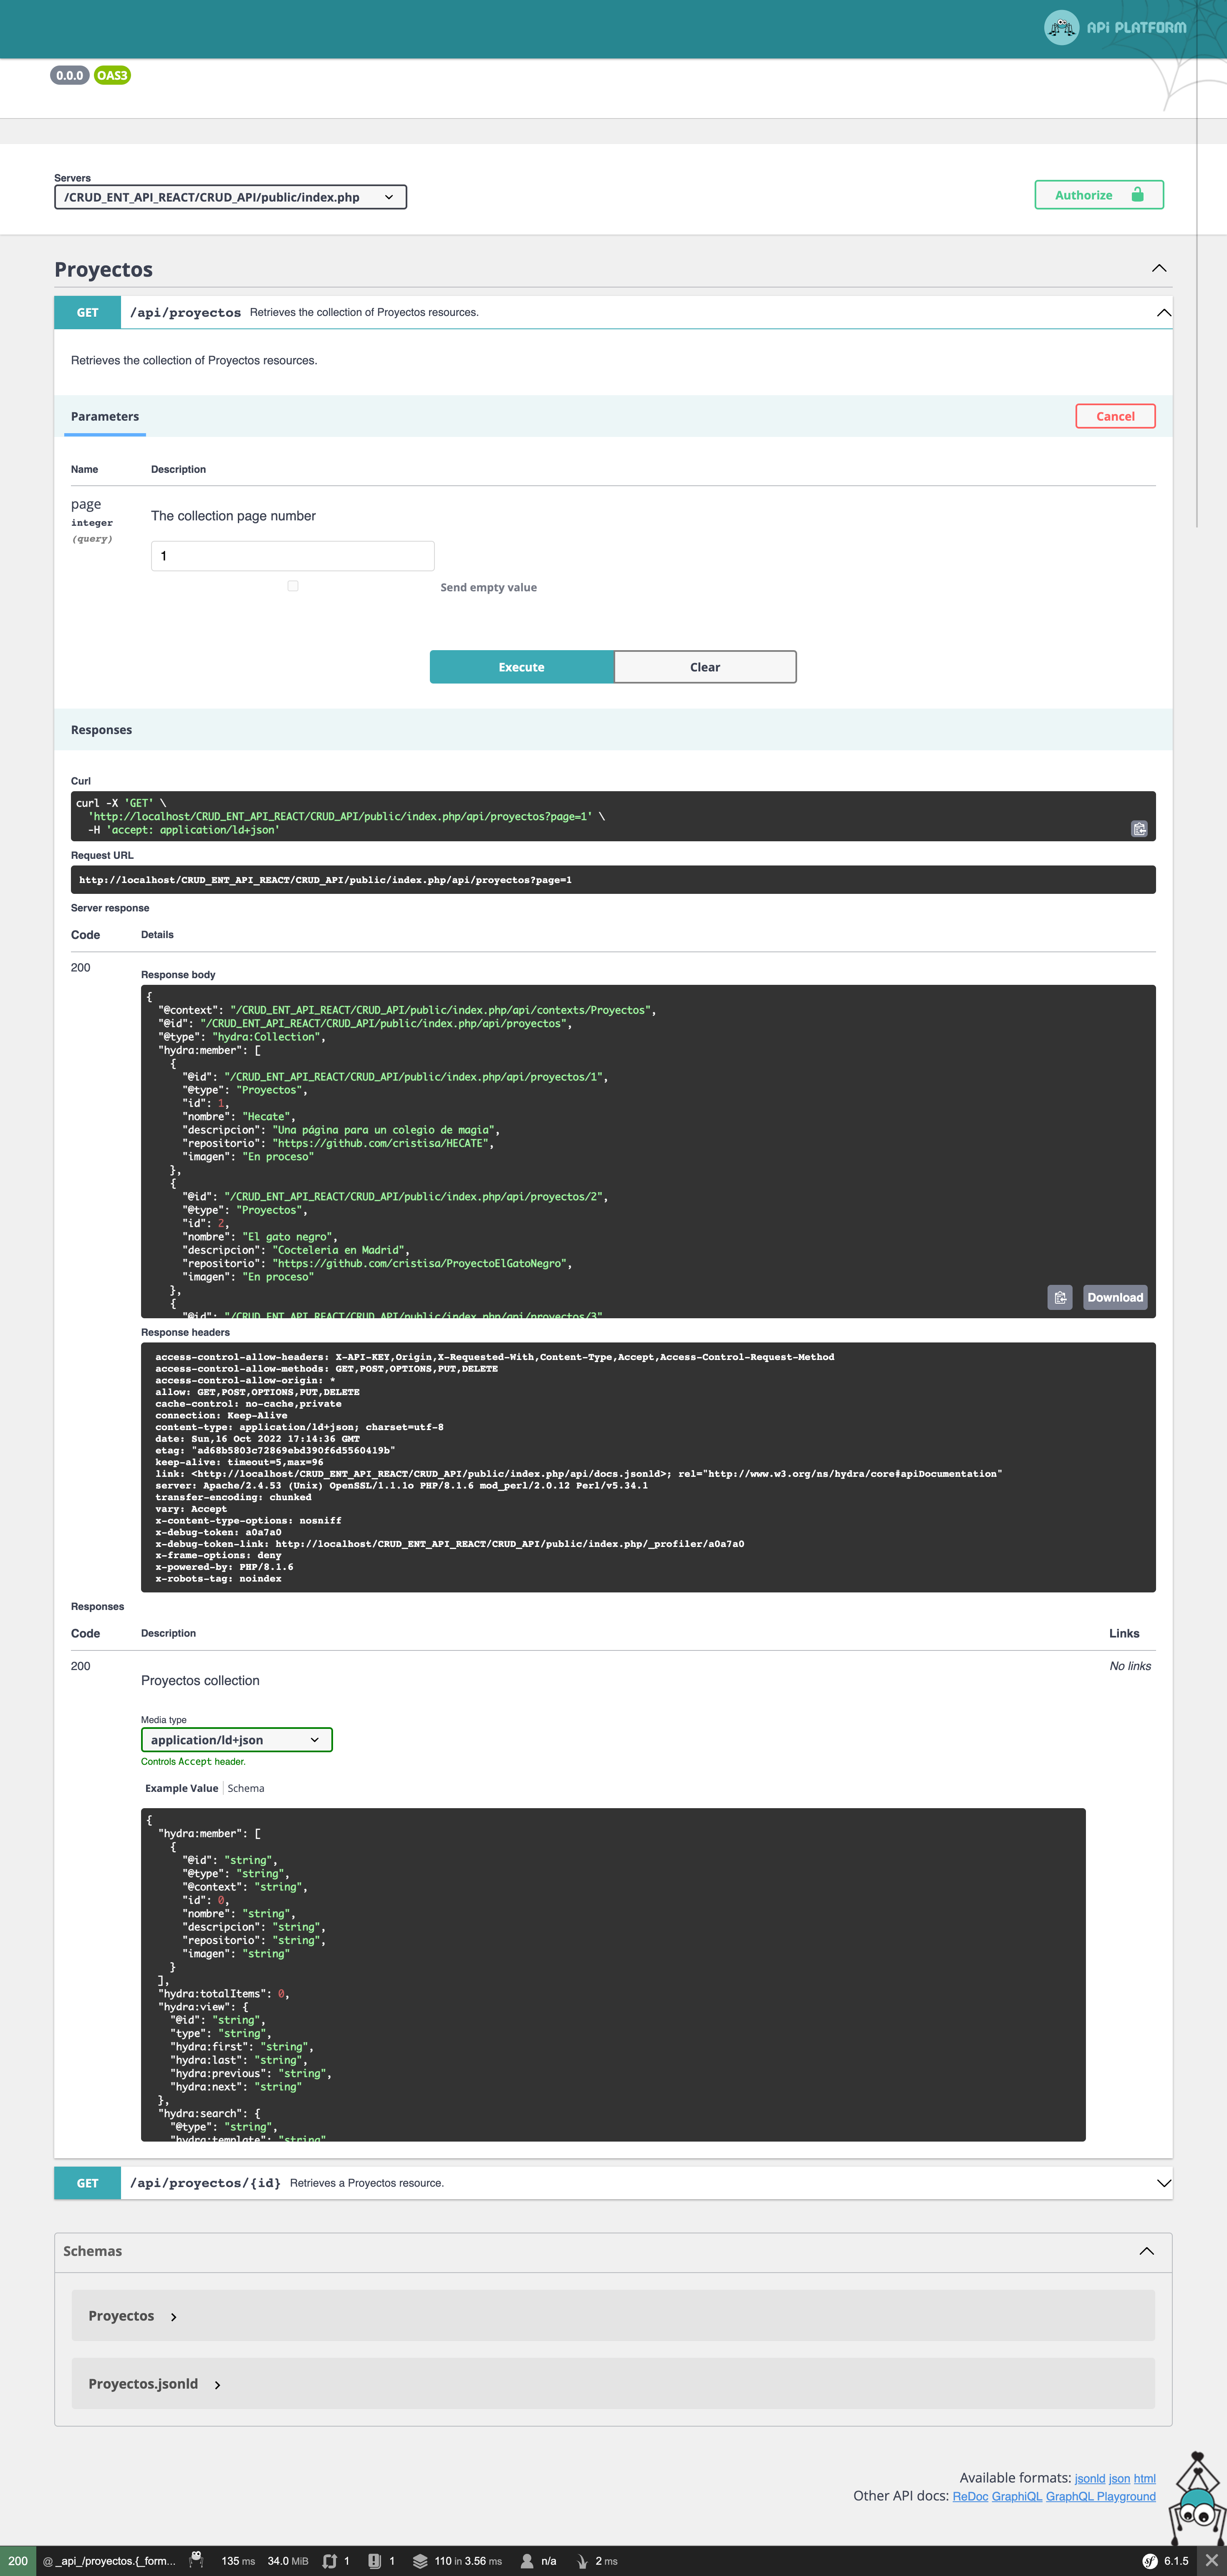 API PLATFORM
0.0.0 OAS3
Servers
/CRUD_ENT_API_REACT/CRUD_API/public/index.php
Authorize
Proyectos
GET /api/proyectos Retrieves the collection of Proyectos resources.
Retrieves the collection of Proyectos resources.
Parameters
Cancel
Name Description
page
integer
(query)
The collection page number
1
Send empty value
Execute Clear
Responses
Curl
curl -X 'GET' \
'http://localhost/CRUD_ENT_API_REACT/CRUD_API/public/index.php/api/proyectos?page=1' \
-H 'accept: application/ld+json'
Request URL
http://localhost/CRUD_ENT_API_REACT/CRUD_API/public/index.php/api/proyectos?page=1
Server response
Code Details
200
Response body
{
"@context": "/CRUD_ENT_API_REACT/CRUD_API/public/index.php/api/contexts/Proyectos",
"@id": "/CRUD_ENT_API_REACT/CRUD_API/public/index.php/api/proyectos",
"@type": "hydra:Collection",
"hydra:member": [
{
"@id": "/CRUD_ENT_API_REACT/CRUD_API/public/index.php/api/proyectos/1",
"@type": "Proyectos",
"id": 1,
"nombre": "Hecate",
"descripcion": "Una página para un colegio de magia",
"repositorio": "https://github.com/cristisa/HECATE",
"imagen": "En proceso"
},
{
"@id": "/CRUD_ENT_API_REACT/CRUD_API/public/index.php/api/proyectos/2",
"@type": "Proyectos",
"id": 2,
"nombre": "El gato negro",
"descripcion": "Cocteleria en Madrid",
"repositorio": "https://github.com/cristisa/ProyectoElGatoNegro",
"imagen": "En proceso"
},
{
"@id": "/CRUD_ENT_API_REACT/CRUD_API/public/index.php/api/proyectos/3"
Download
Response headers
access-control-allow-headers: X-API-KEY,Origin,X-Requested-With,Content-Type,Accept,Access-Control-Request-Method
access-control-allow-methods: GET,POST,OPTIONS,PUT,DELETE
access-control-allow-origin: *
allow: GET,POST,OPTIONS,PUT,DELETE
cache-control: no-cache,private
connection: Keep-Alive
content-type: application/ld+json; charset=utf-8
date: Sun,16 Oct 2022 17:14:36 GMT
etag: "ad68b5803c72869ebd390f6d5560419b"
keep-alive: timeout=5,max=96
link: <http://localhost/CRUD_ENT_API_REACT/CRUD_API/public/index.php/api/docs.jsonld>; rel="http://www.w3.org/ns/hydra/core#apiDocumentation"
server: Apache/2.4.53 (Unix) OpenSSL/1.1.1o PHP/8.1.6 mod_perl/2.0.12 Perl/v5.34.1
transfer-encoding: chunked
vary: Accept
x-content-type-options: nosniff
x-debug-token: a0a7a0
x-debug-token-link: http://localhost/CRUD_ENT_API_REACT/CRUD_API/public/index.php/_profiler/a0a7a0
x-frame-options: deny
x-powered-by: PHP/8.1.6
x-robots-tag: noindex
Responses
Code Description Links
200
Proyectos collection
No links
Media type
application/ld+json
Controls Accept header.
Example Value Schema
{
"hydra:member": [
{
"@id": "string",
"@type": "string",
"@context": "string",
"id": 0,
"nombre": "string",
"descripcion": "string",
"repositorio": "string",
"imagen": "string"
}
],
"hydra:totalItems": 0,
"hydra:view": {
"@id": "string",
"type": "string",
"hydra:first": "string",
"hydra:last": "string",
"hydra:previous": "string",
"hydra:next": "string"
},
"hydra:search": {
"@type": "string",
"hydra:template": "string"
GET /api/proyectos/{id} Retrieves a Proyectos resource.
Schemas
Proyectos
Proyectos.jsonld
Available formats: jsonld json html
Other API docs: ReDoc GraphiQL GraphQL Playground
200 @ _api_/proyectos.{_form... 135 ms 34.0 MiB 1 1 110 in 3.56 ms n/a 2 ms sf 6.1.5